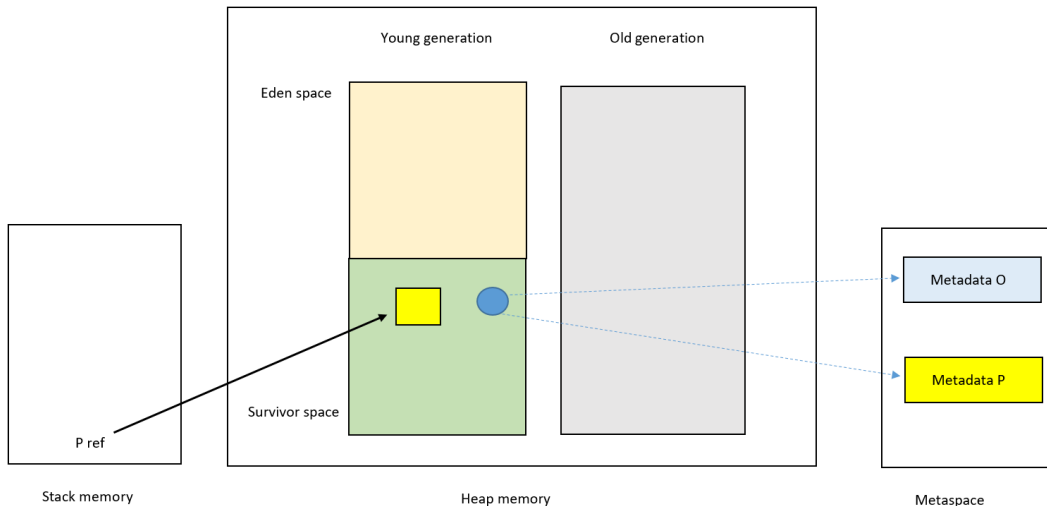 Young generation
Old generation
Eden space
Metadata O
Metadata P
Survivor space
P ref
Stack memory
Heap memory
Metaspace